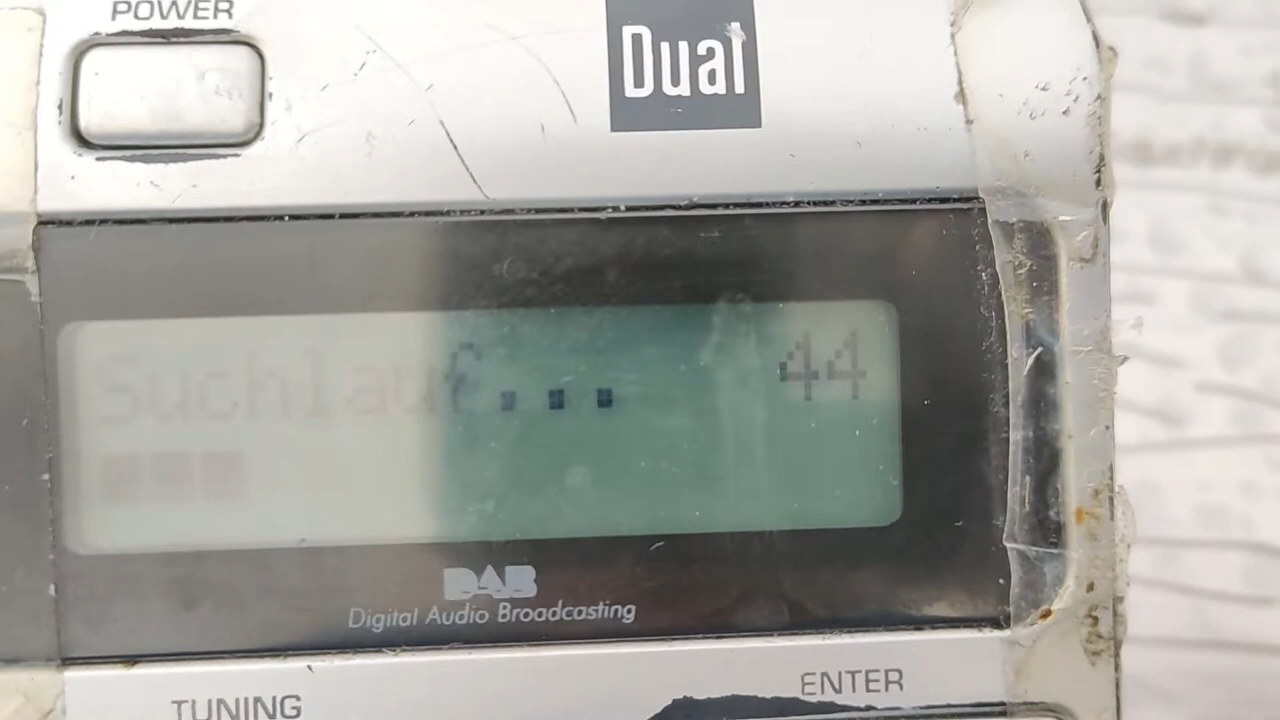 POWER
Dual
Suchlauf... 44
DAB
Digital Audio Broadcasting
TUNING
ENTER